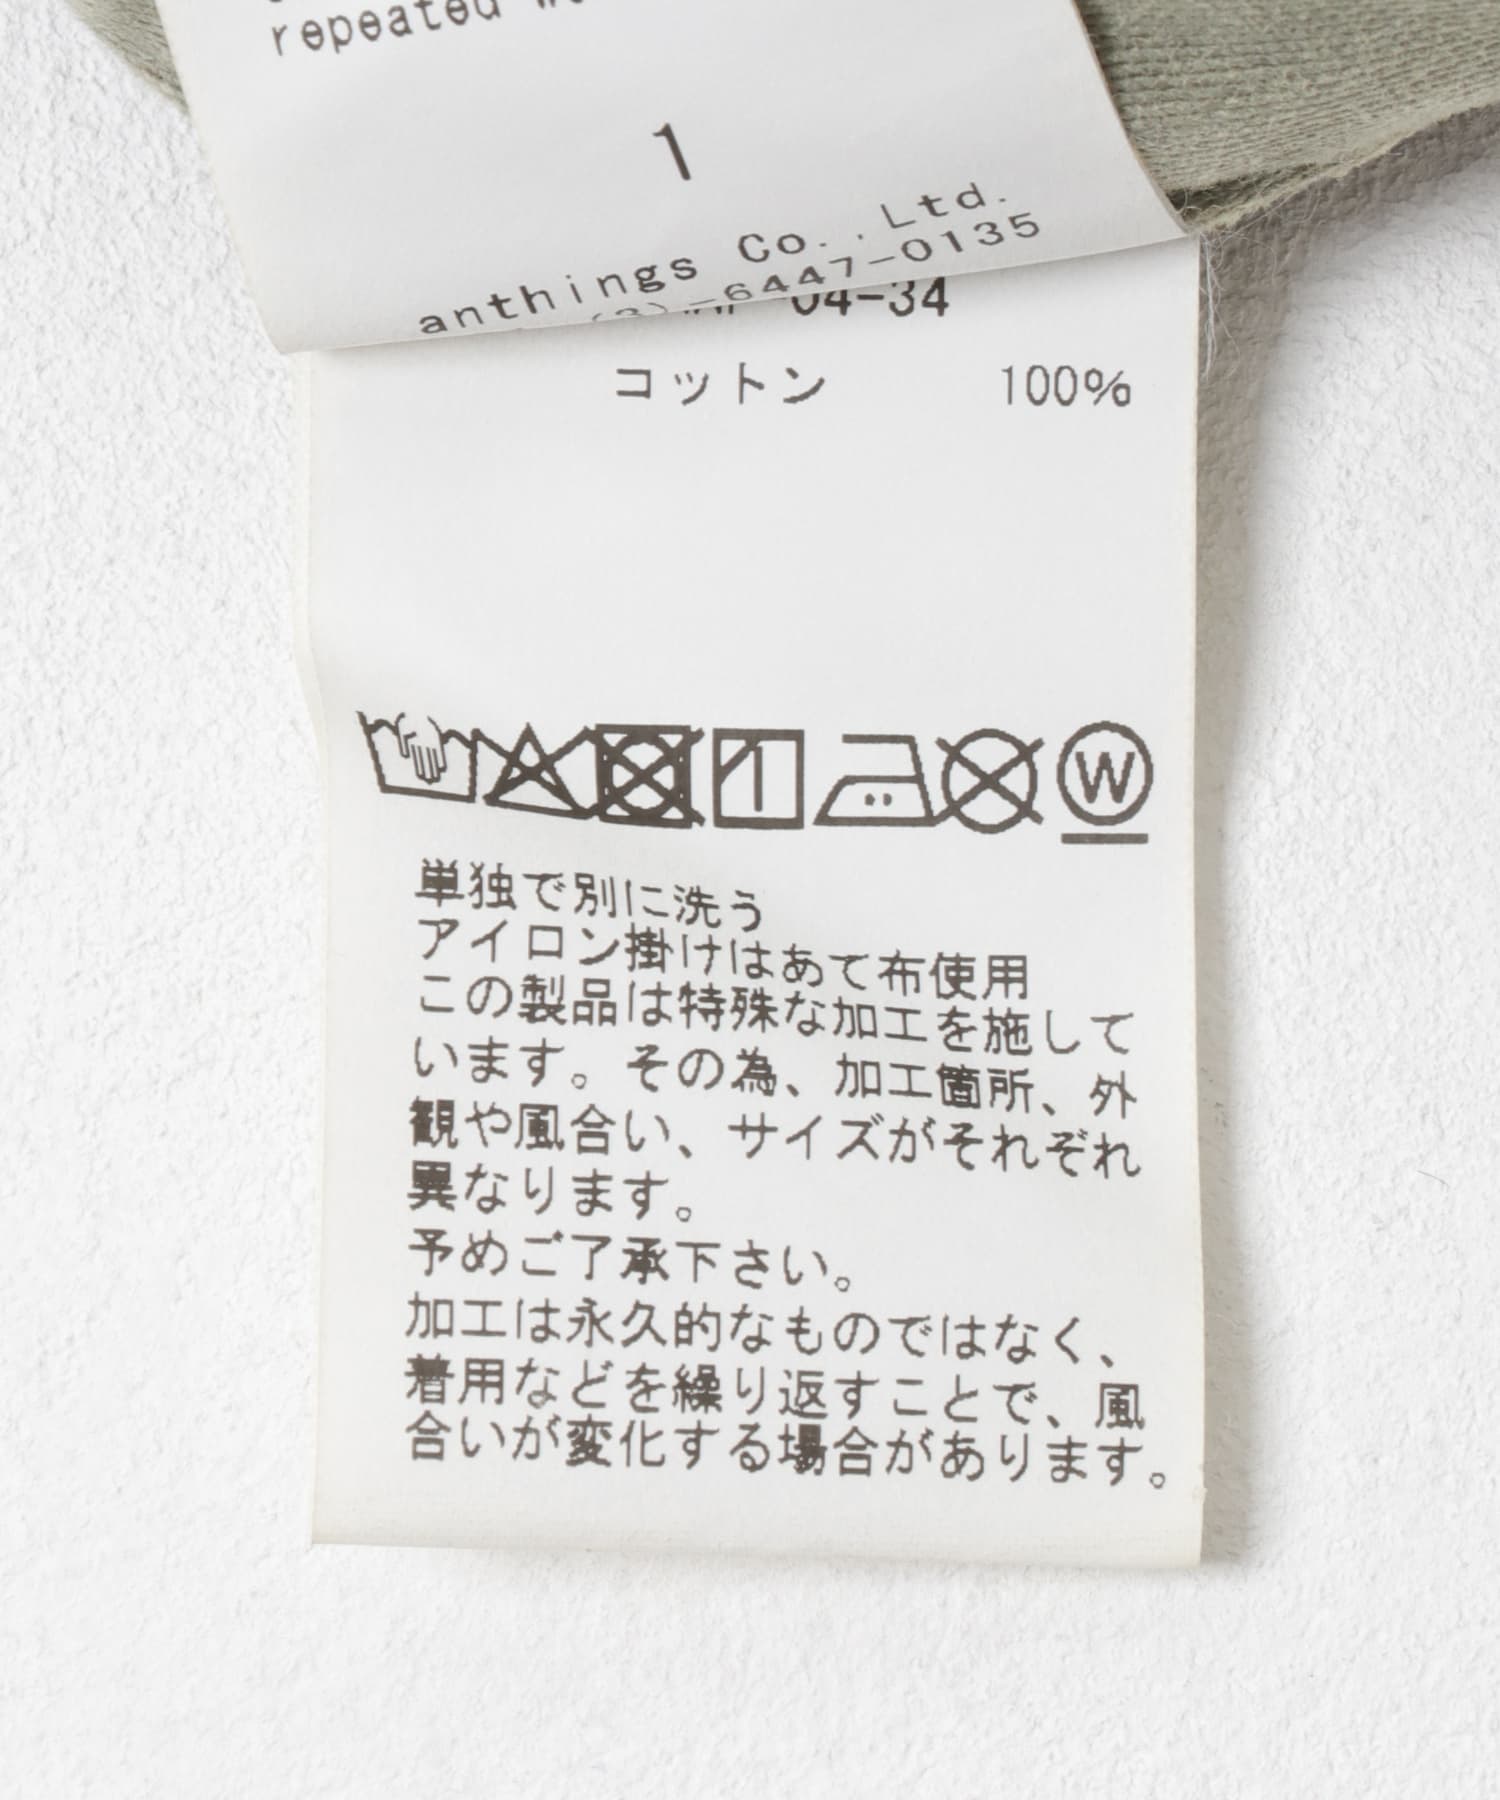 repeated
1
anthings Co.,Ltd.
-6447-0135
04-34
コットン 100%
W
単独で別に洗う
アイロン掛けはあて布使用
この製品は特殊な加工を施して
います。その為、加工箇所、外
観や風合い、サイズがそれぞれ
異なります。
予めご了承下さい。
加工は永久的なものではなく、
着用などを繰り返すことで、風
合いが変化する場合があります。